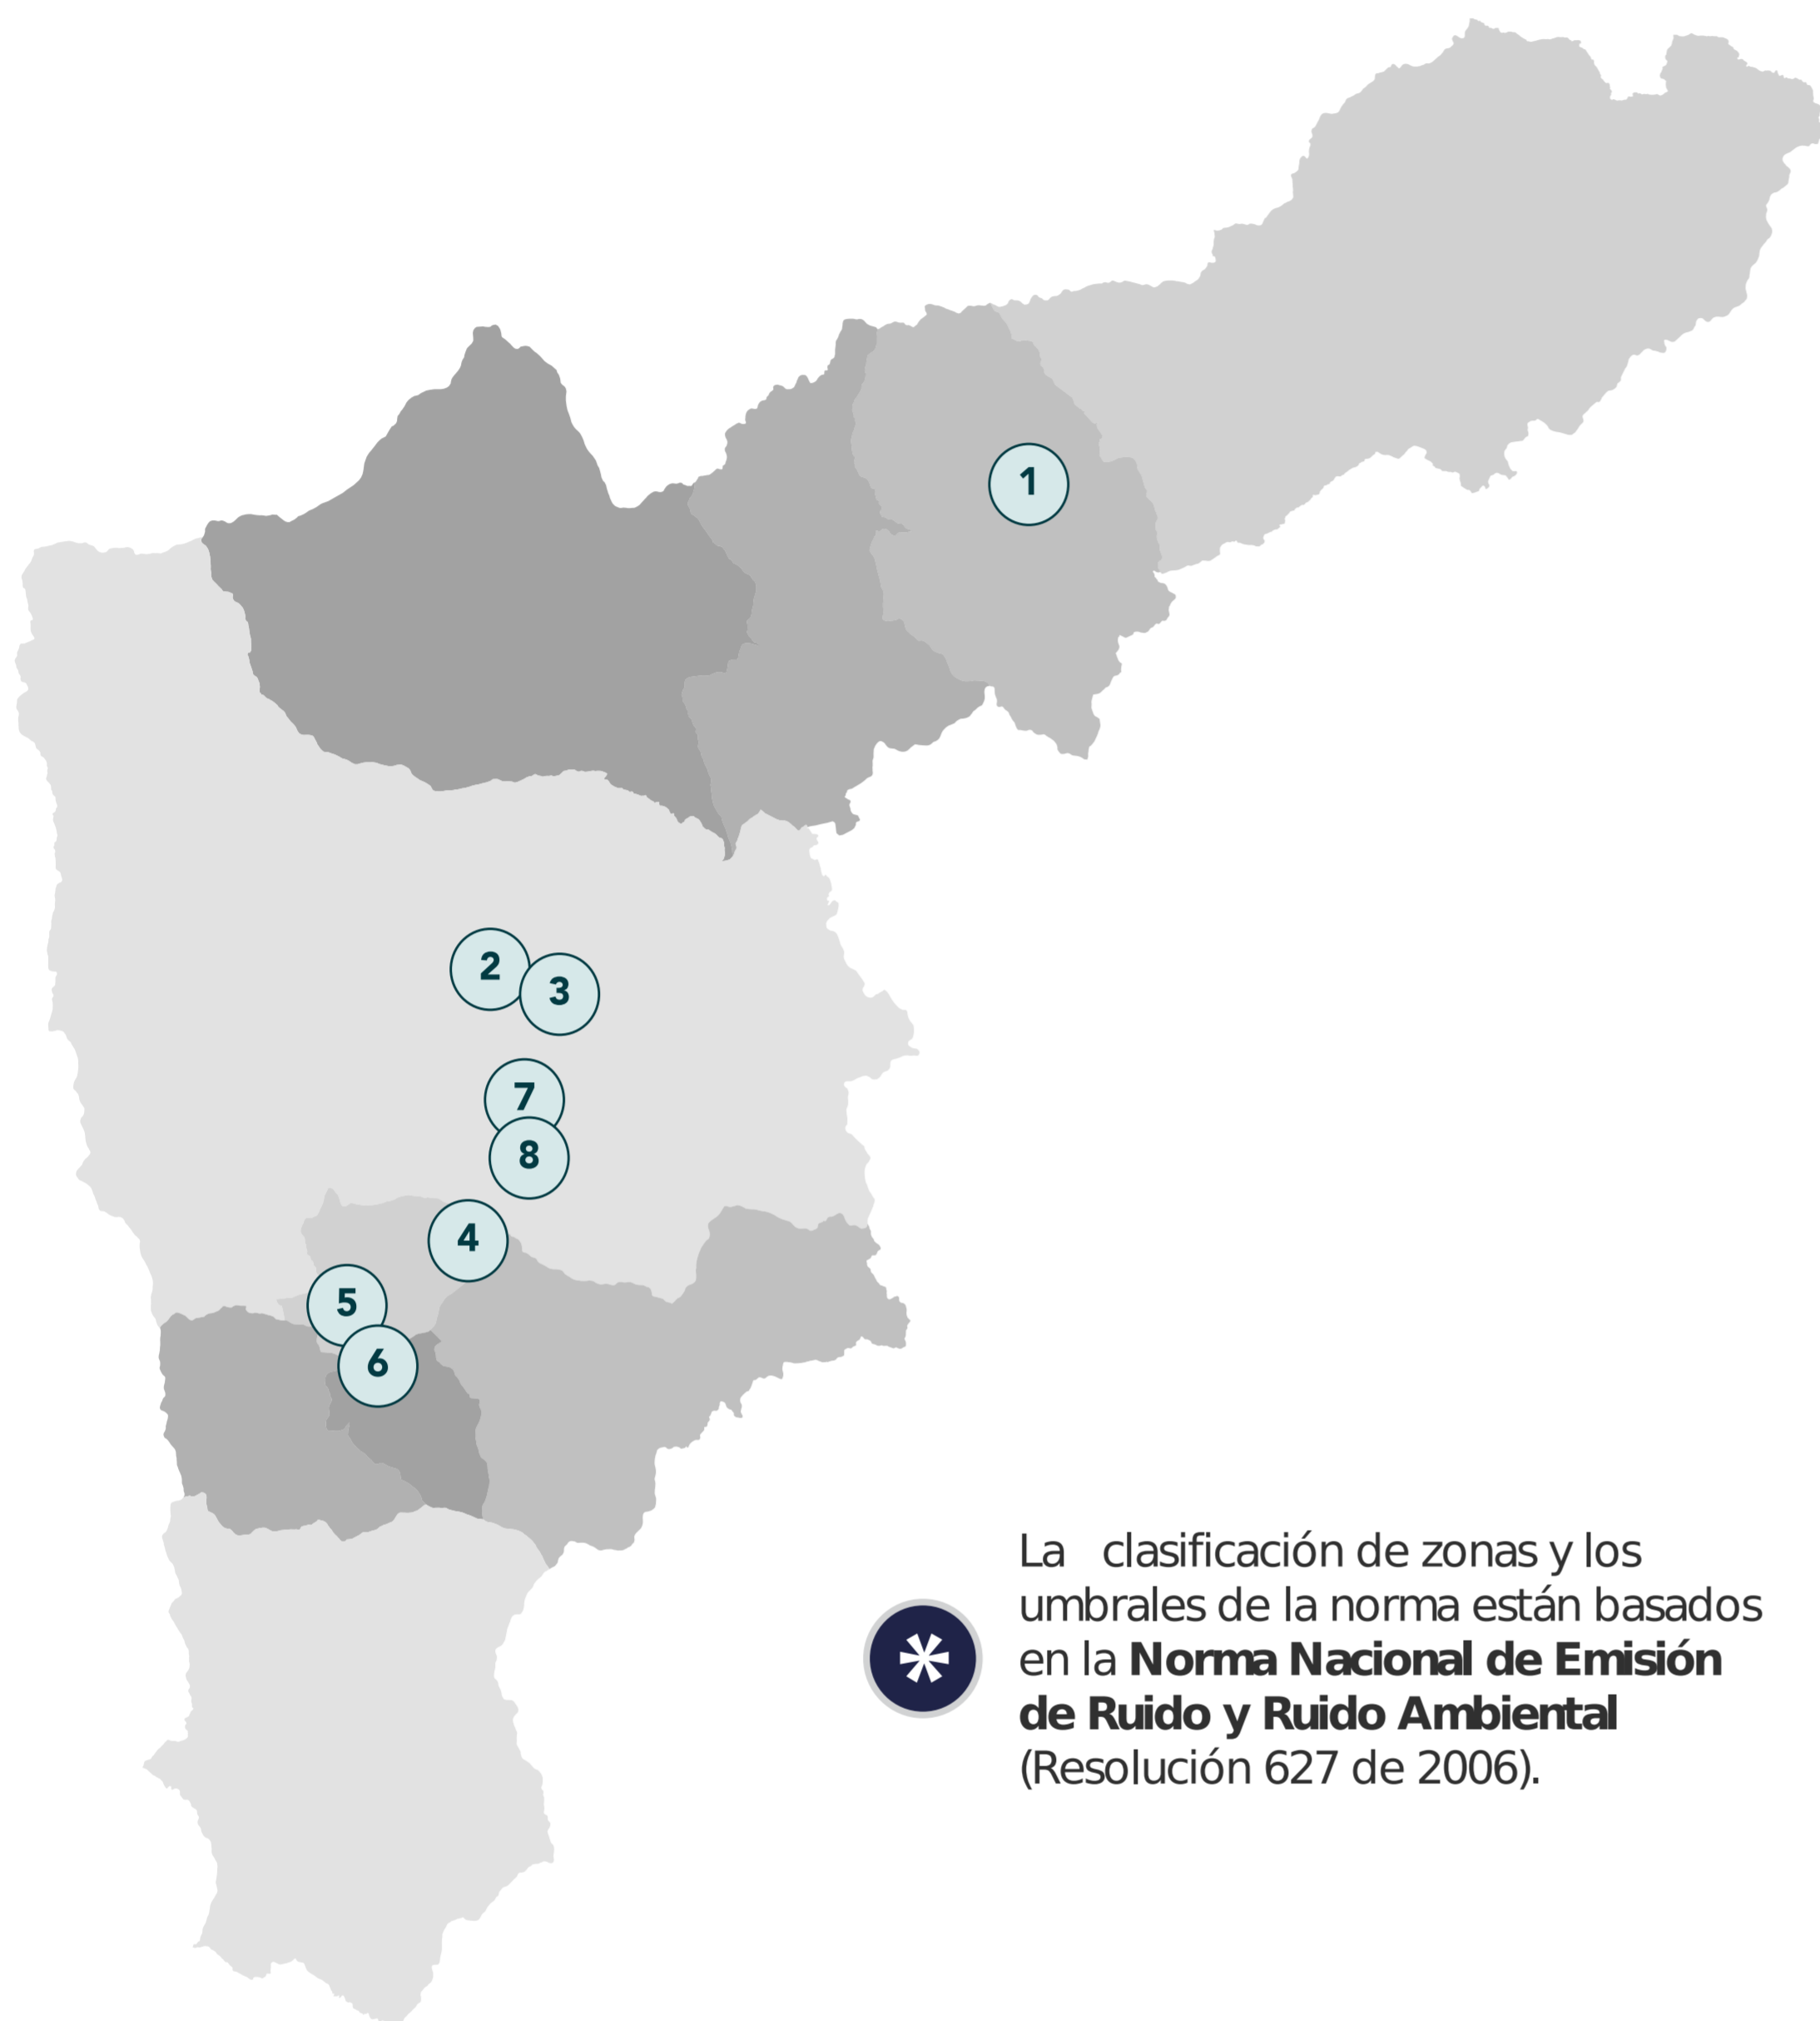 1
2
3
7
8
4
5
6
La clasificación de zonas y los
umbrales de la norma están basados
en la Norma Nacional de Emisión
de Ruido y Ruido Ambiental
(Resolución 627 de 2006).